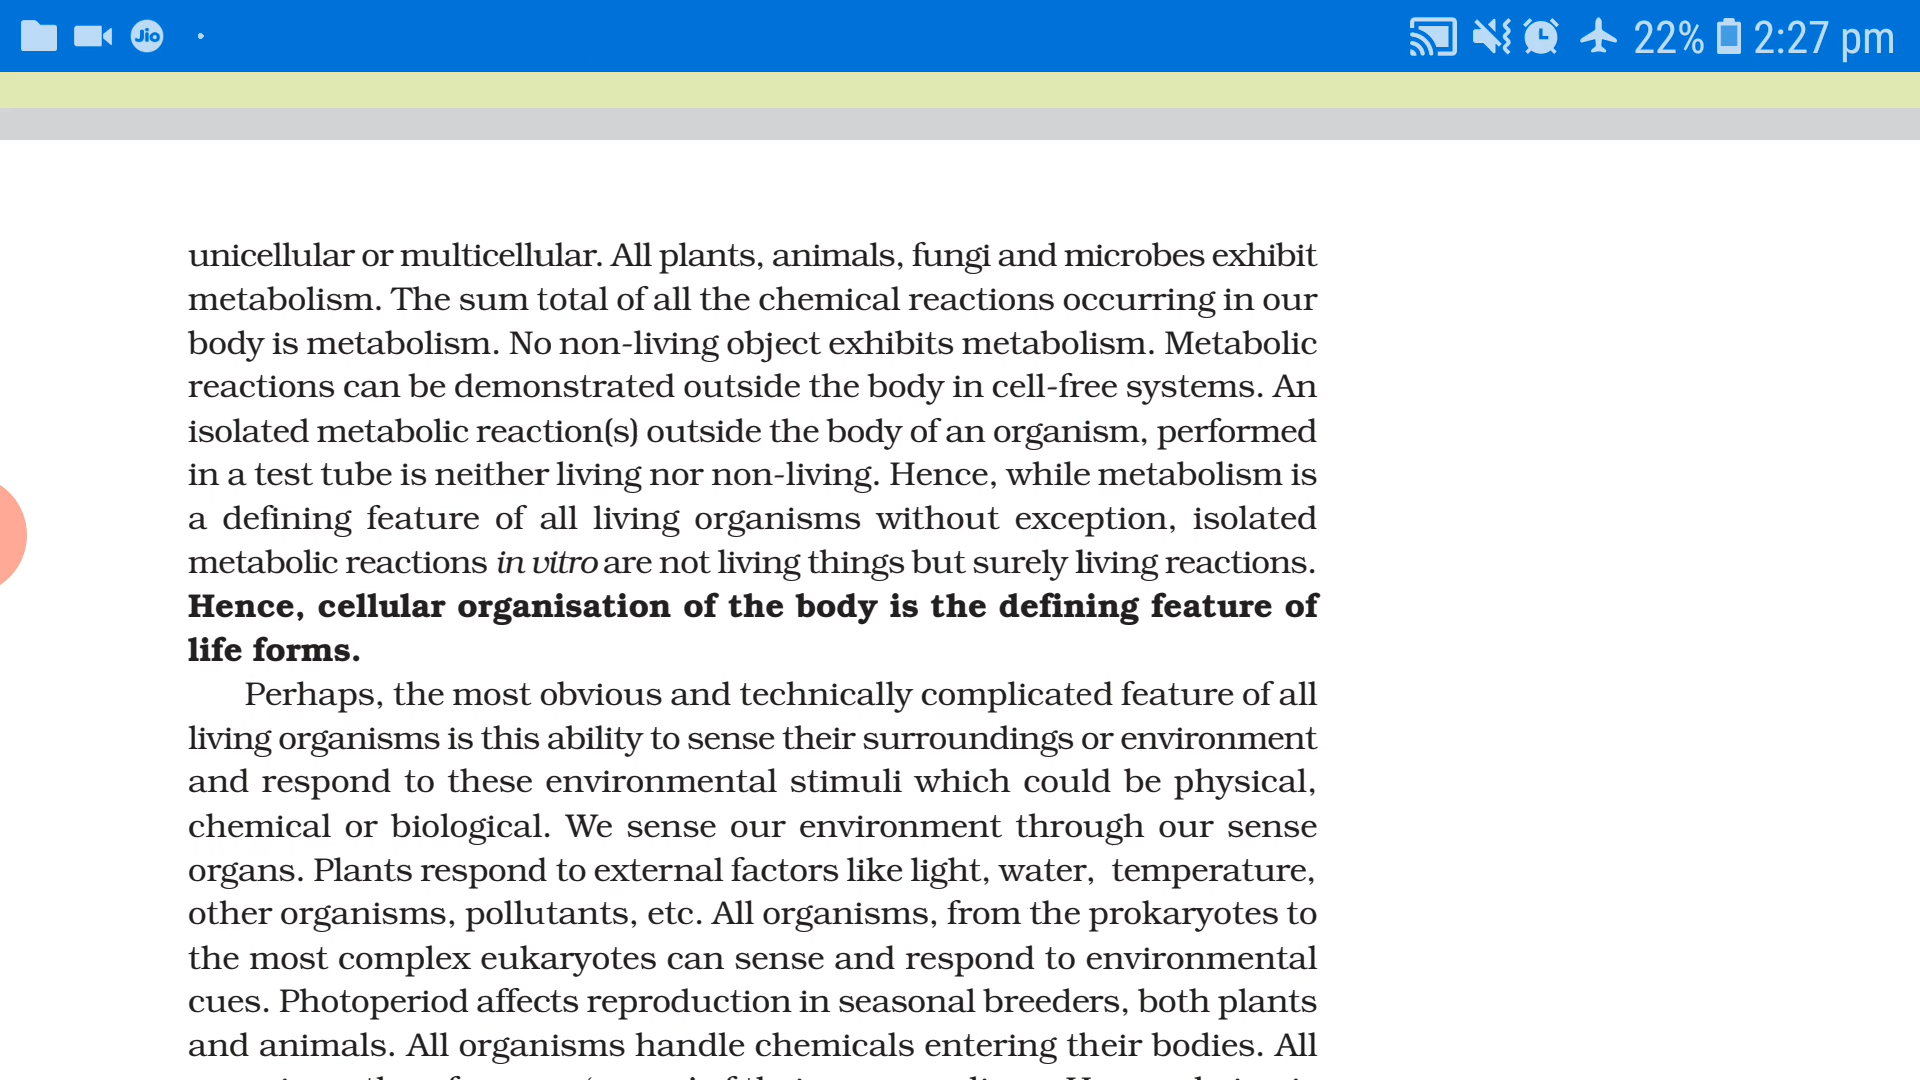 Jio 22% 2:27 pm
unicellular or multicellular. All plants, animals, fungi and microbes exhibit
metabolism. The sum total of all the chemical reactions occurring in our
body is metabolism. No non-living object exhibits metabolism. Metabolic
reactions can be demonstrated outside the body in cell-free systems. An
isolated metabolic reaction(s) outside the body of an organism, performed
in a test tube is neither living nor non-living. Hence, while metabolism is
a defining feature of all living organisms without exception, isolated
metabolic reactions in vitro are not living things but surely living reactions.
Hence, cellular organisation of the body is the defining feature of
life forms.
Perhaps, the most obvious and technically complicated feature of all
living organisms is this ability to sense their surroundings or environment
and respond to these environmental stimuli which could be physical,
chemical or biological. We sense our environment through our sense
organs. Plants respond to external factors like light, water, temperature,
other organisms, pollutants, etc. All organisms, from the prokaryotes to
the most complex eukaryotes can sense and respond to environmental
cues. Photoperiod affects reproduction in seasonal breeders, both plants
and animals. All organisms handle chemicals entering their bodies. All